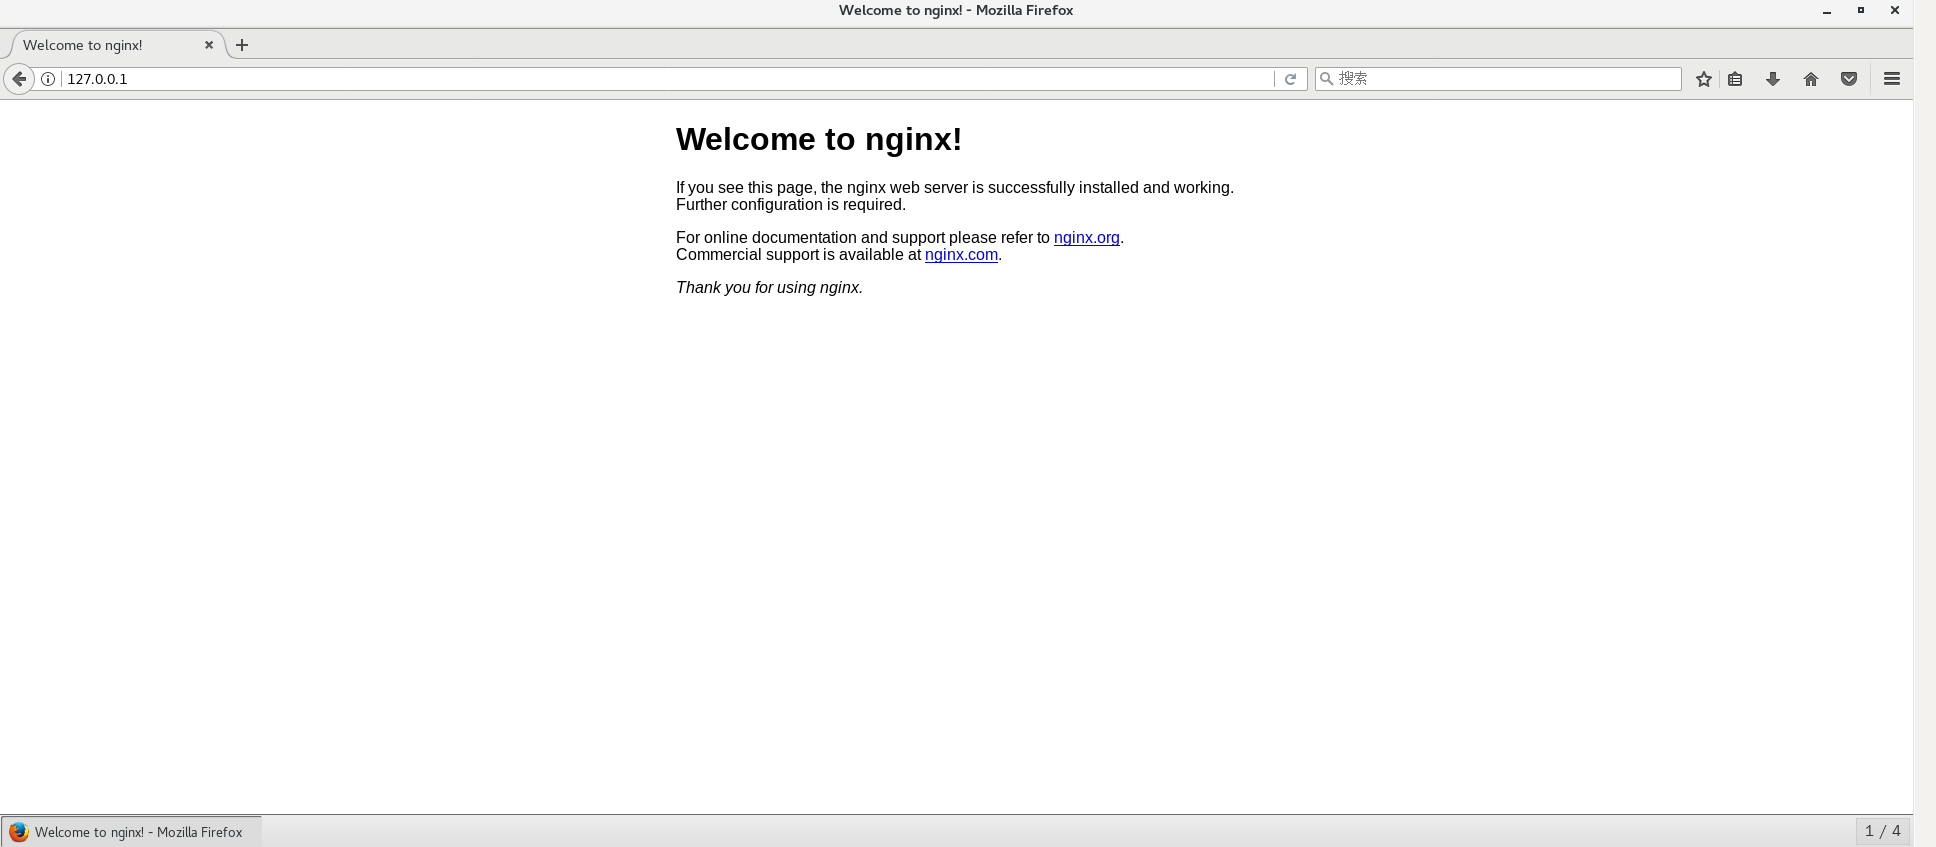 Welcome to nginx! - Mozilla Firefox
Welcome to nginx!
127.0.0.1
搜索
Welcome to nginx!
If you see this page, the nginx web server is successfully installed and working.
Further configuration is required.
For online documentation and support please refer to nginx.org.
Commercial support is available at nginx.com.
Thank you for using nginx.
Welcome to nginx! - Mozilla Firefox
1 / 4